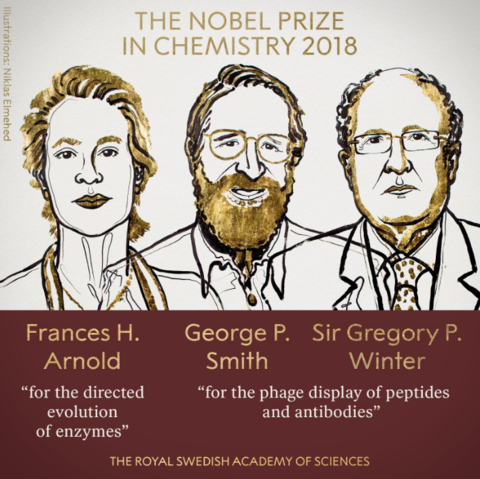 THE NOBEL PRIZE
IN CHEMISTRY 2018
Illustrations: Niklas Elmehed
Frances H.
Arnold
George P.
Smith
Sir Gregory P.
Winter
“for the directed
evolution
of enzymes”
“for the phage display of peptides
and antibodies”
THE ROYAL SWEDISH ACADEMY OF SCIENCES